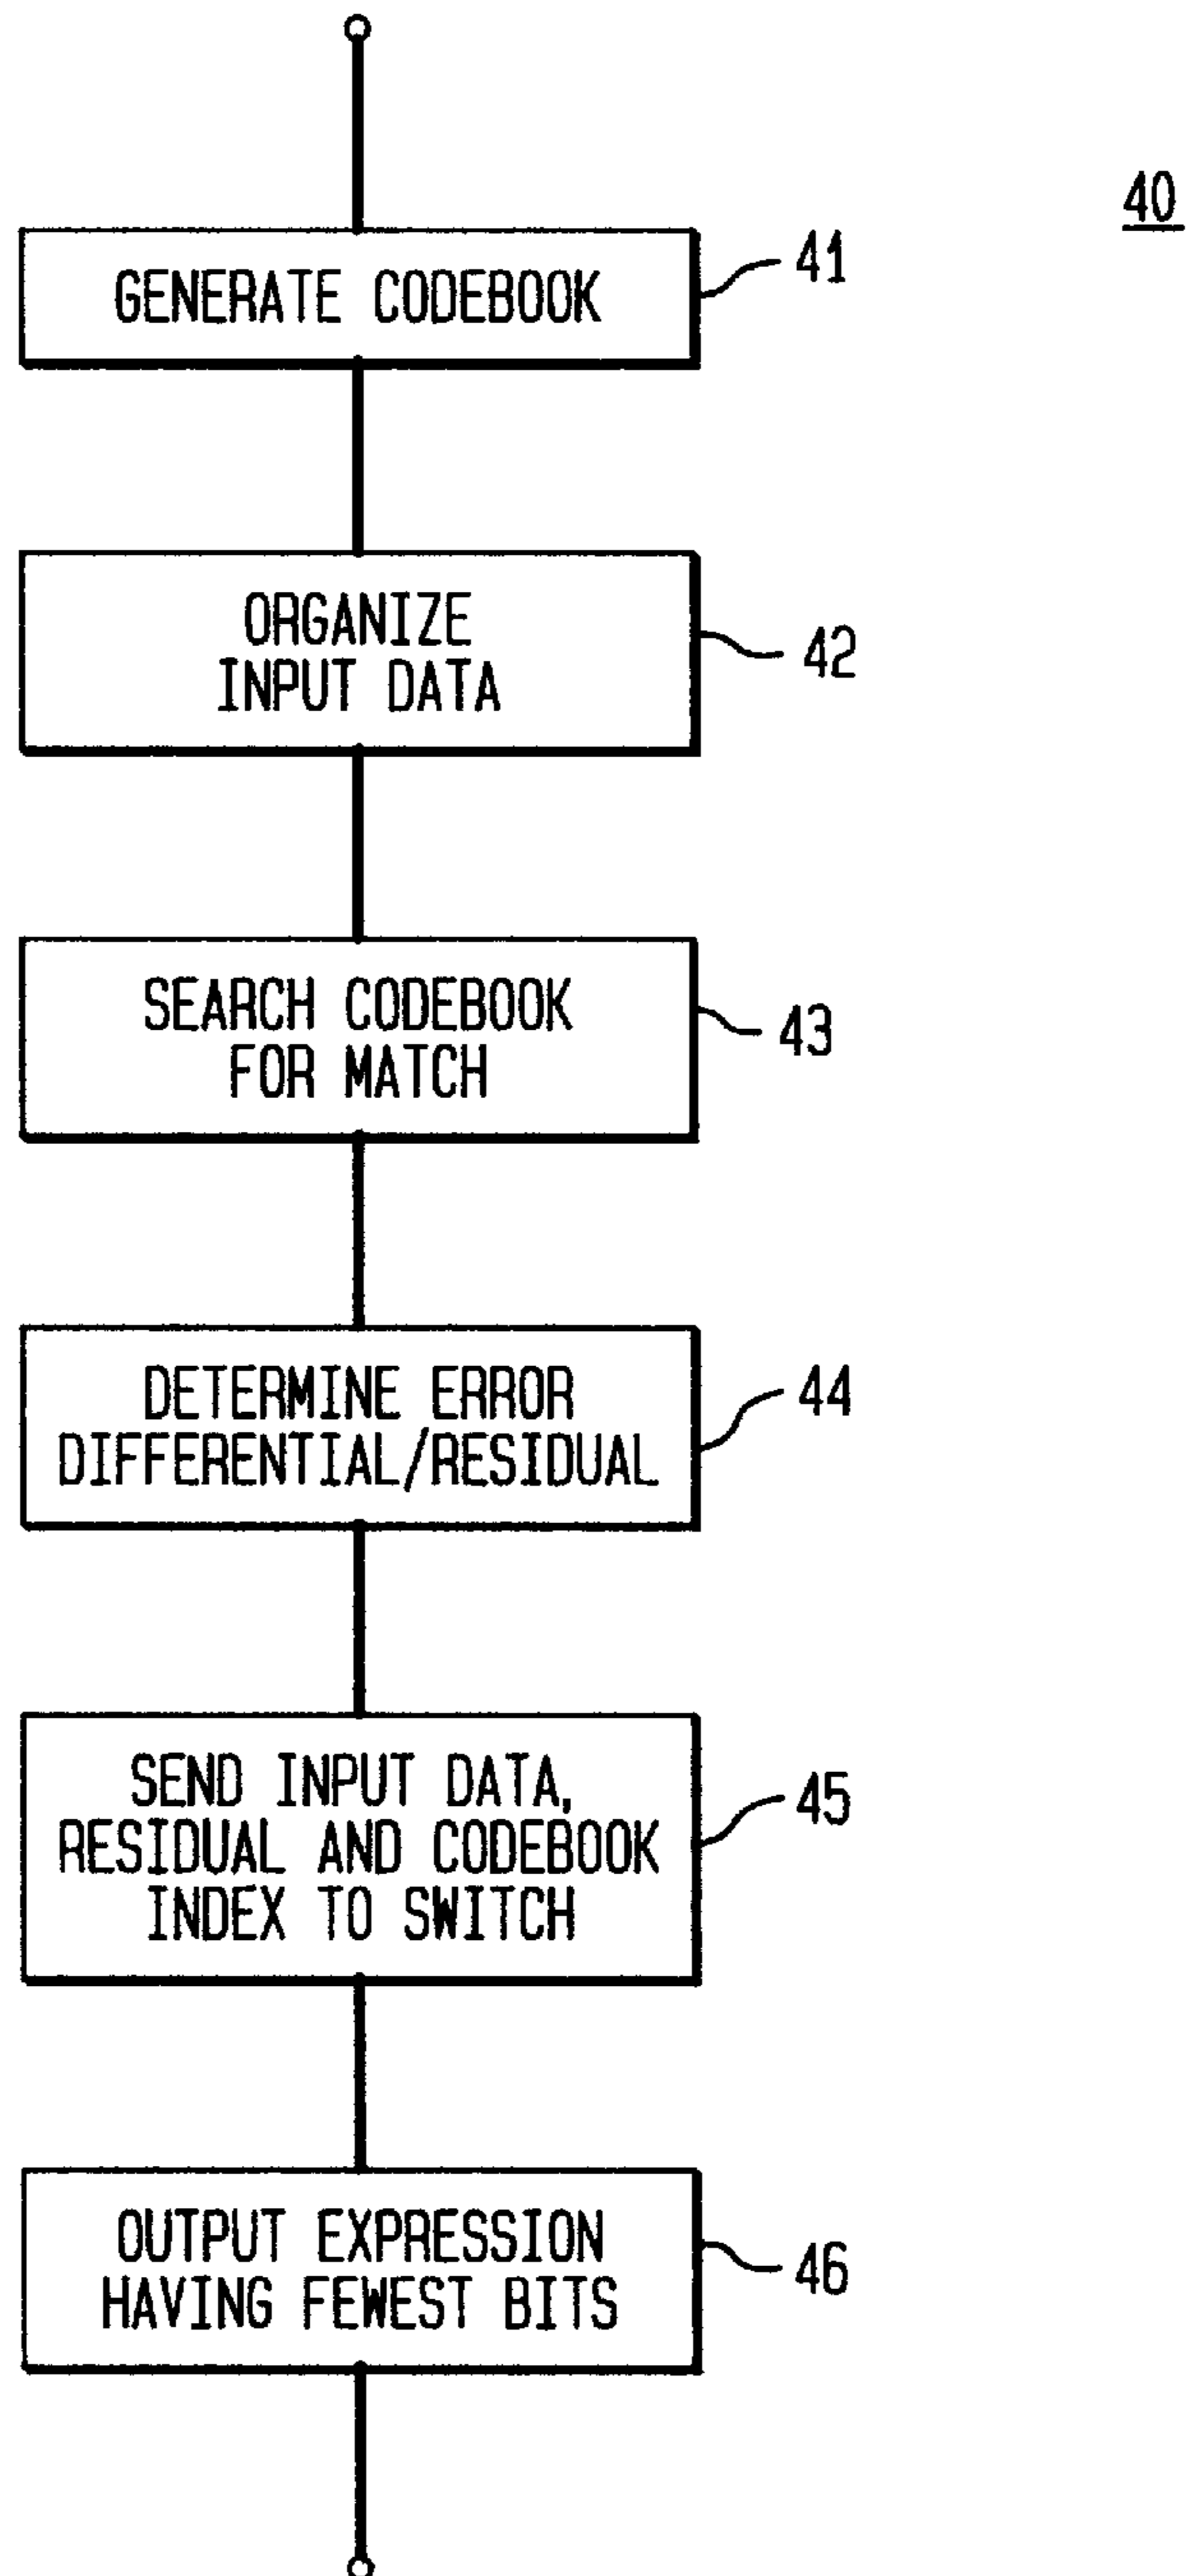 40
GENERATE CODEBOOK
41
ORGANIZE
INPUT DATA
42
SEARCH CODEBOOK
FOR MATCH
43
DETERMINE ERROR
DIFFERENTIAL/RESIDUAL
44
SEND INPUT DATA,
RESIDUAL AND CODEBOOK
INDEX TO SWITCH
45
OUTPUT EXPRESSION
HAVING FEWEST BITS
46